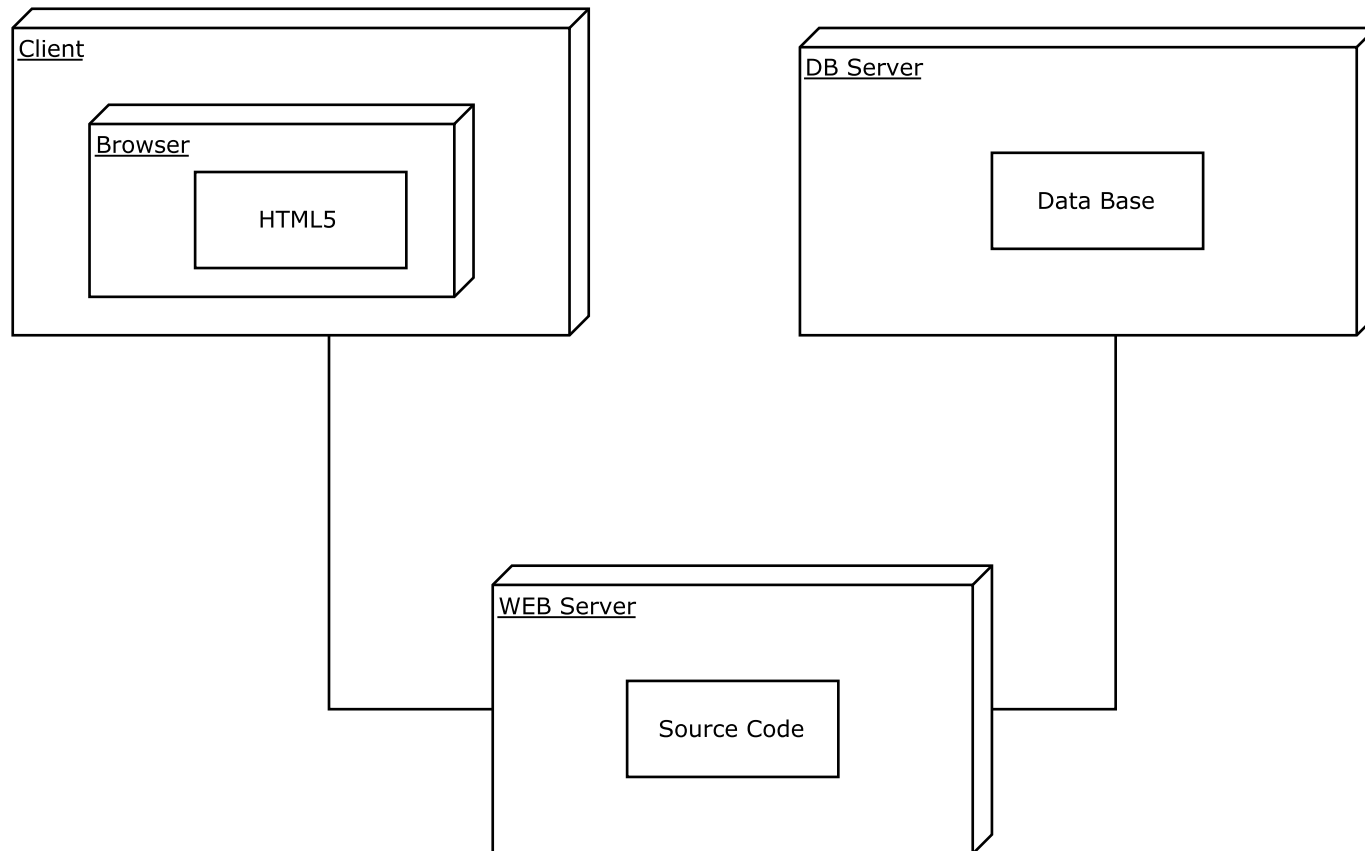 Client
Browser
HTML5
DB Server
Data Base
WEB Server
Source Code